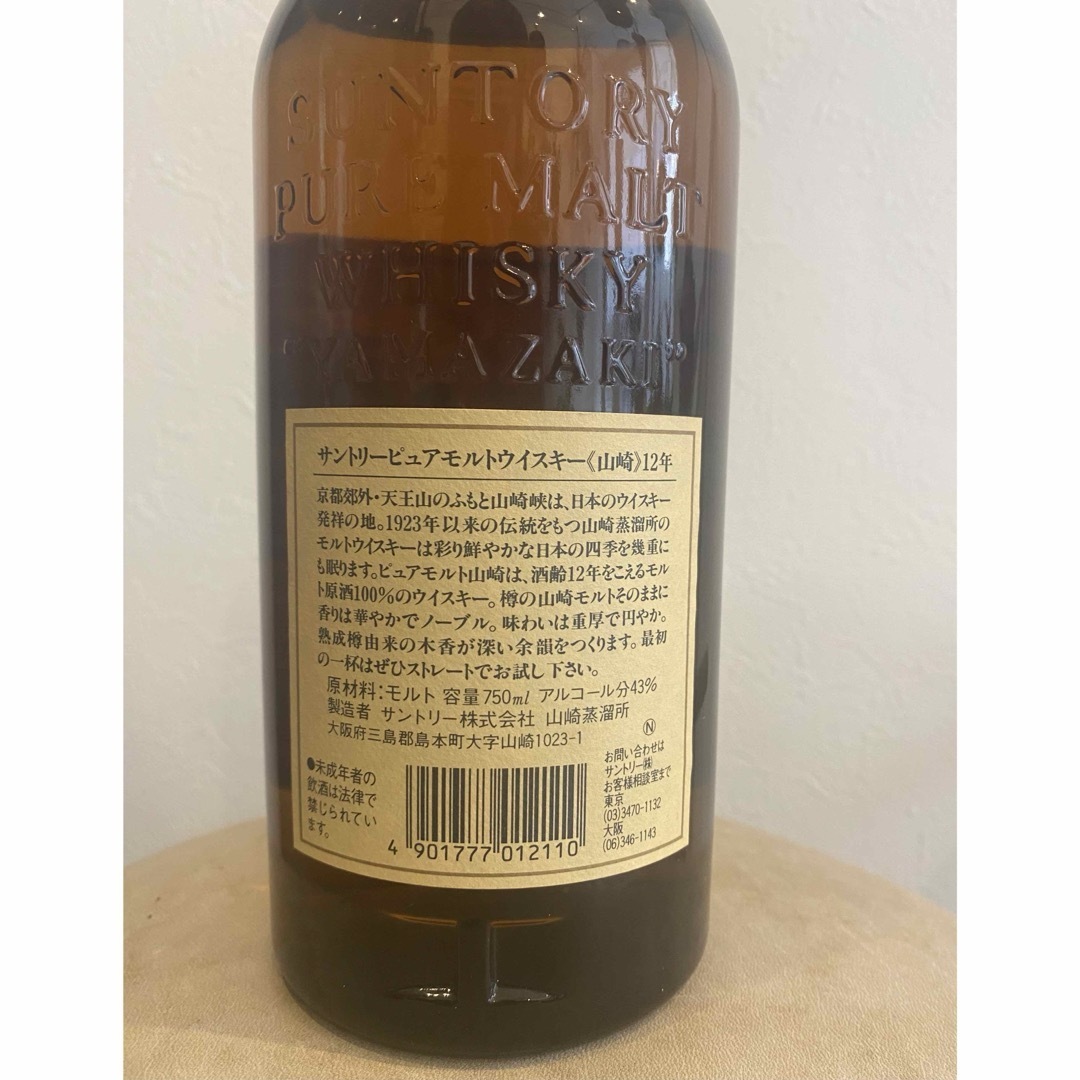 SUNTORY
PURE MALT
WHISKY
"YAMAZAKI"
サントリーピュアモルトウイスキー《山崎》12年
京都郊外・天王山のふもと山崎峡は、日本のウイスキー
発祥の地。1923年以来の伝統をもつ山崎蒸溜所の
モルトウイスキーは彩り鮮やかな日本の四季を幾重に
も眠ります。ピュアモルト山崎は、酒齢12年をこえるモル
ト原酒100%のウイスキー。樽の山崎モルトそのままに
香りは華やかでノーブル。味わいは重厚で円やか。
熟成樽由来の木香が深い余韻をつくります。最初
の一杯はぜひストレートでお試し下さい。
原材料:モルト 容量750ml アルコール分43%
製造者 サントリー株式会社 山崎蒸溜所
大阪府三島郡島本町大字山崎1023-1
●未成年者の
飲酒は法律で
禁じられてい
ます。
4 901777 012110
Ⓝ
お問い合わせは
サントリー㈱
お客様相談室まで
東京
(03)3470-1132
大阪
(06)346-1143